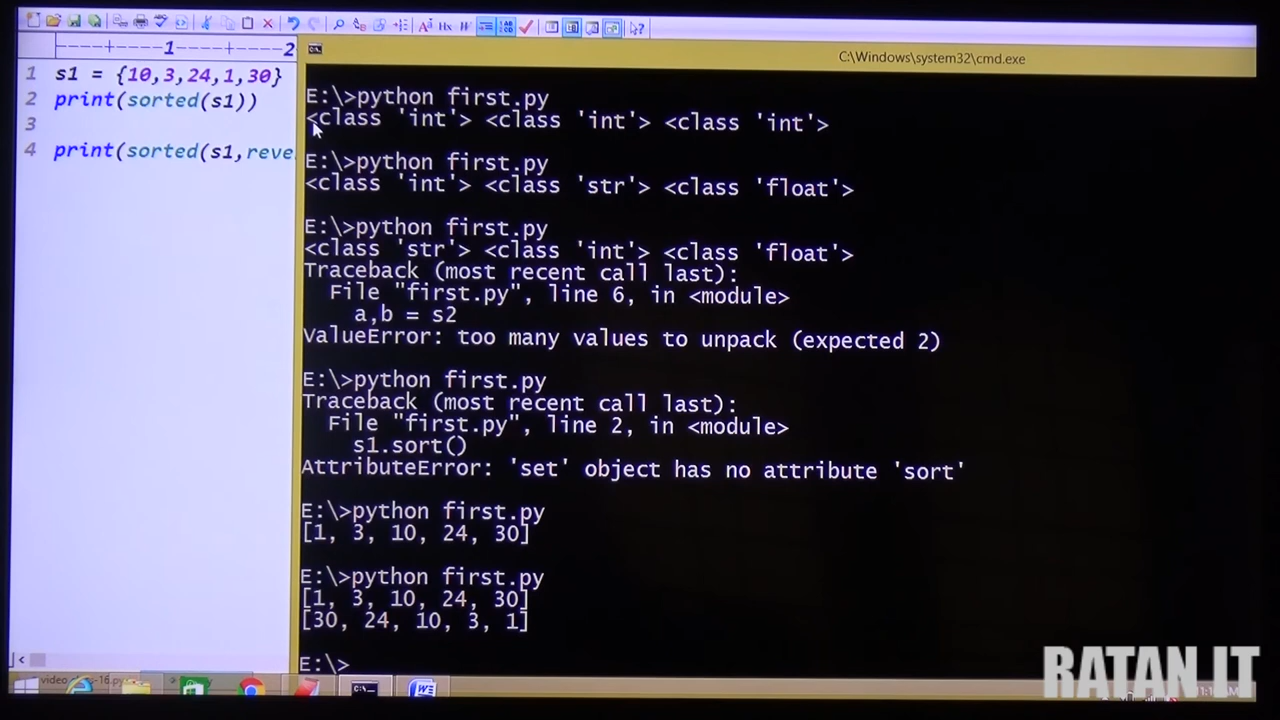 ----+----1----+----2
C:\Windows\system32\cmd.exe
1 s1 = {10,3,24,1,30}
2 print(sorted(s1))
3
4 print(sorted(s1,reve
E:\>python first.py
<class 'int'> <class 'int'> <class 'int'>
E:\>python first.py
<class 'int'> <class 'str'> <class 'float'>
E:\>python first.py
<class 'str'> <class 'int'> <class 'float'>
Traceback (most recent call last):
File "first.py", line 6, in <module>
a,b = s2
ValueError: too many values to unpack (expected 2)
E:\>python first.py
Traceback (most recent call last):
File "first.py", line 2, in <module>
s1.sort()
AttributeError: 'set' object has no attribute 'sort'
E:\>python first.py
[1, 3, 10, 24, 30]
E:\>python first.py
[1, 3, 10, 24, 30]
[30, 24, 10, 3, 1]
E:\>
RATAN IT